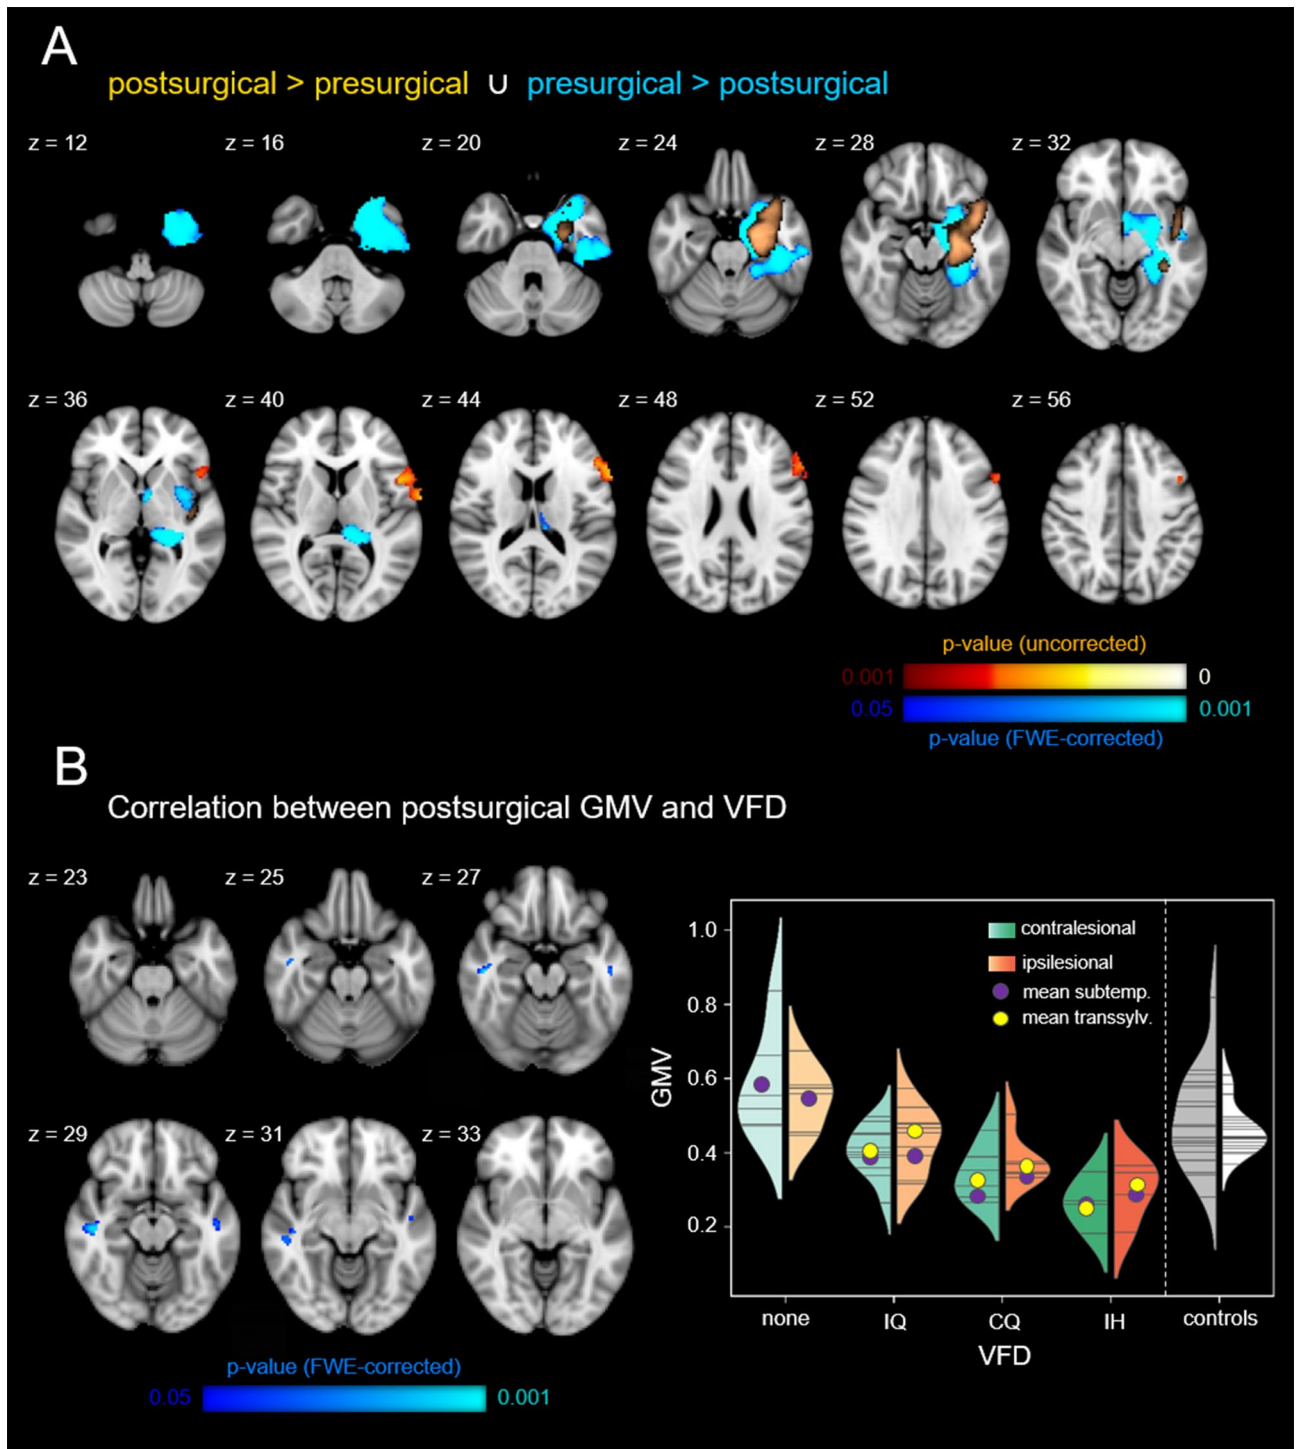 A
postsurgical > presurgical ∪ presurgical > postsurgical
z = 12 z = 16 z = 20 z = 24 z = 28 z = 32
z = 36 z = 40 z = 44 z = 48 z = 52 z = 56
p-value (uncorrected)
0.001 0
0.05 0.001
p-value (FWE-corrected)
B
Correlation between postsurgical GMV and VFD
z = 23 z = 25 z = 27
z = 29 z = 31 z = 33
p-value (FWE-corrected)
0.05 0.001
contralesional
ipsilesional
mean subtemp.
mean transsylv.
GMV
1.0
0.8
0.6
0.4
0.2
none IQ CQ IH controls
VFD